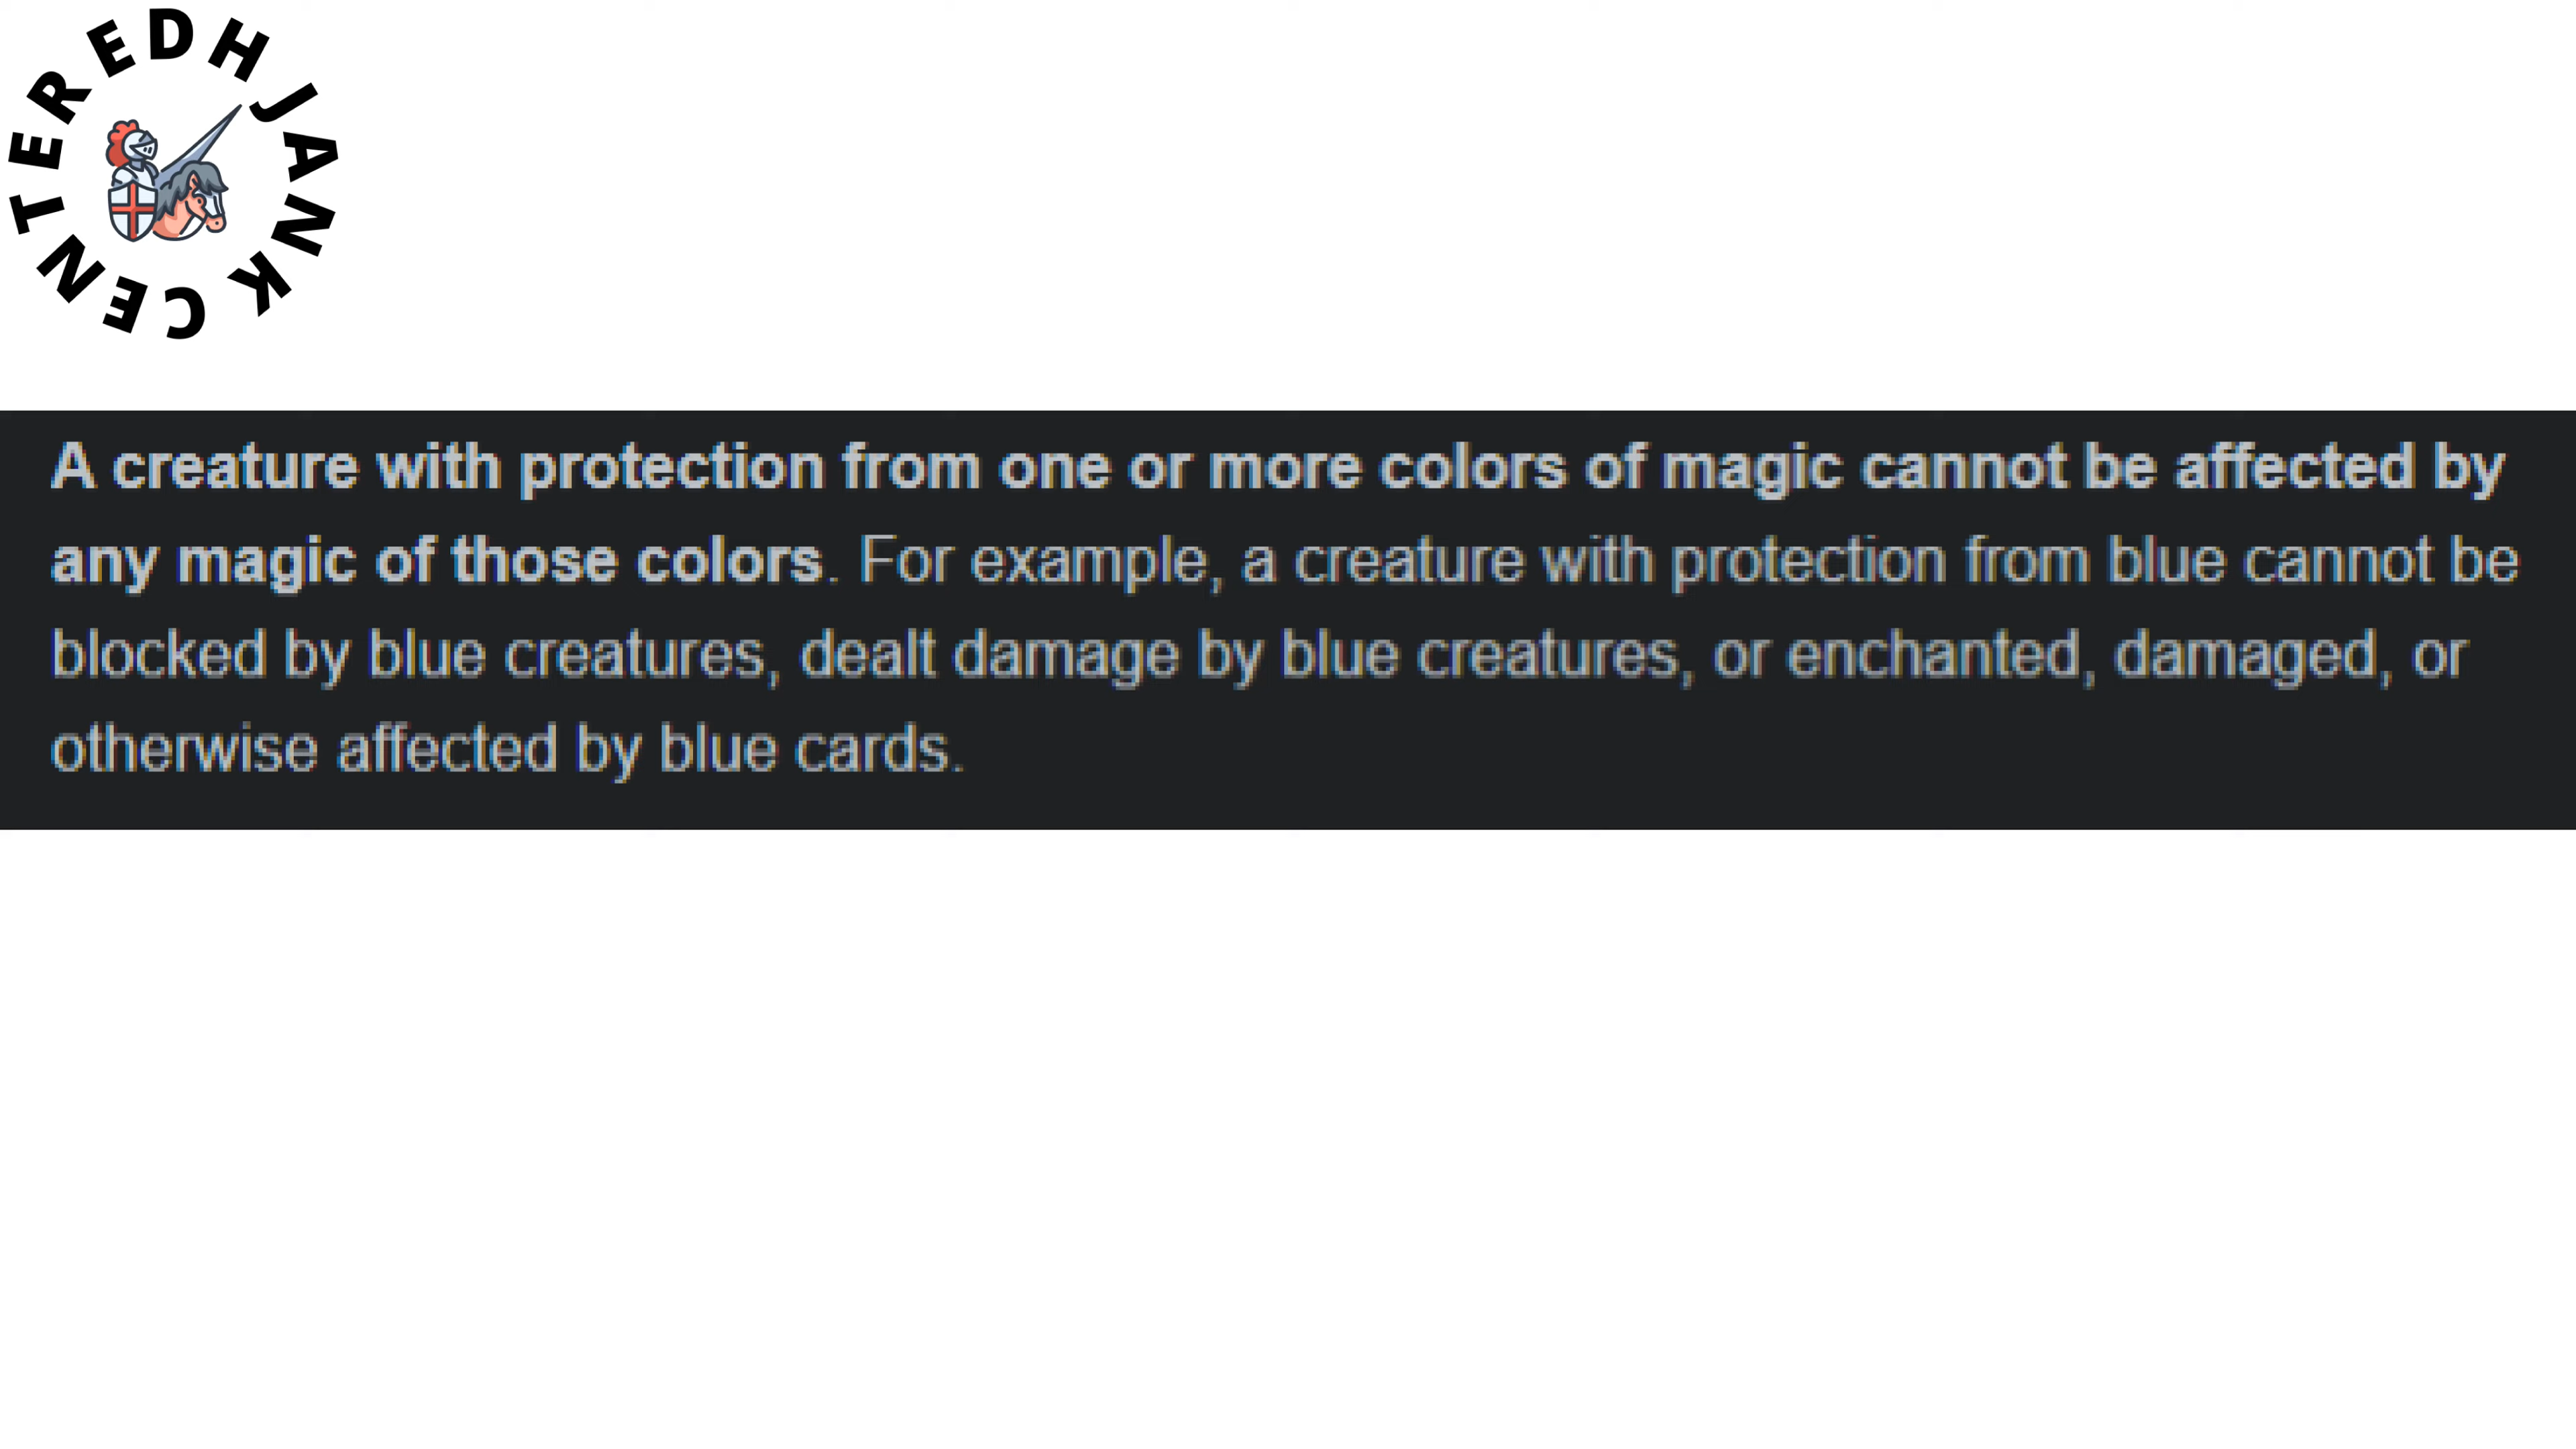 EDH JANK CENTER
A creature with protection from one or more colors of magic cannot be affected by
any magic of those colors. For example, a creature with protection from blue cannot be
blocked by blue creatures, dealt damage by blue creatures, or enchanted, damaged, or
otherwise affected by blue cards.